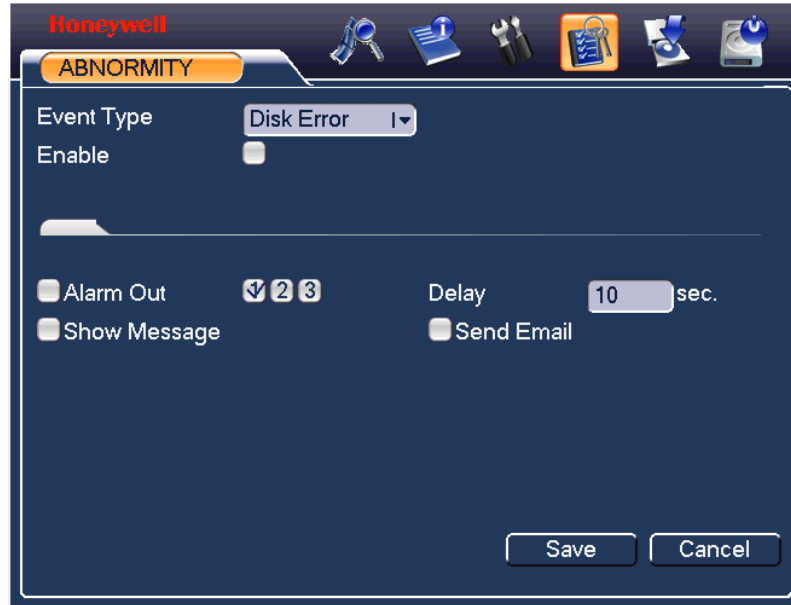 Honeywell
ABNORMITY
Event Type Disk Error
Enable
Alarm Out 1 2 3 Delay 10 sec.
Show Message Send Email
Save Cancel